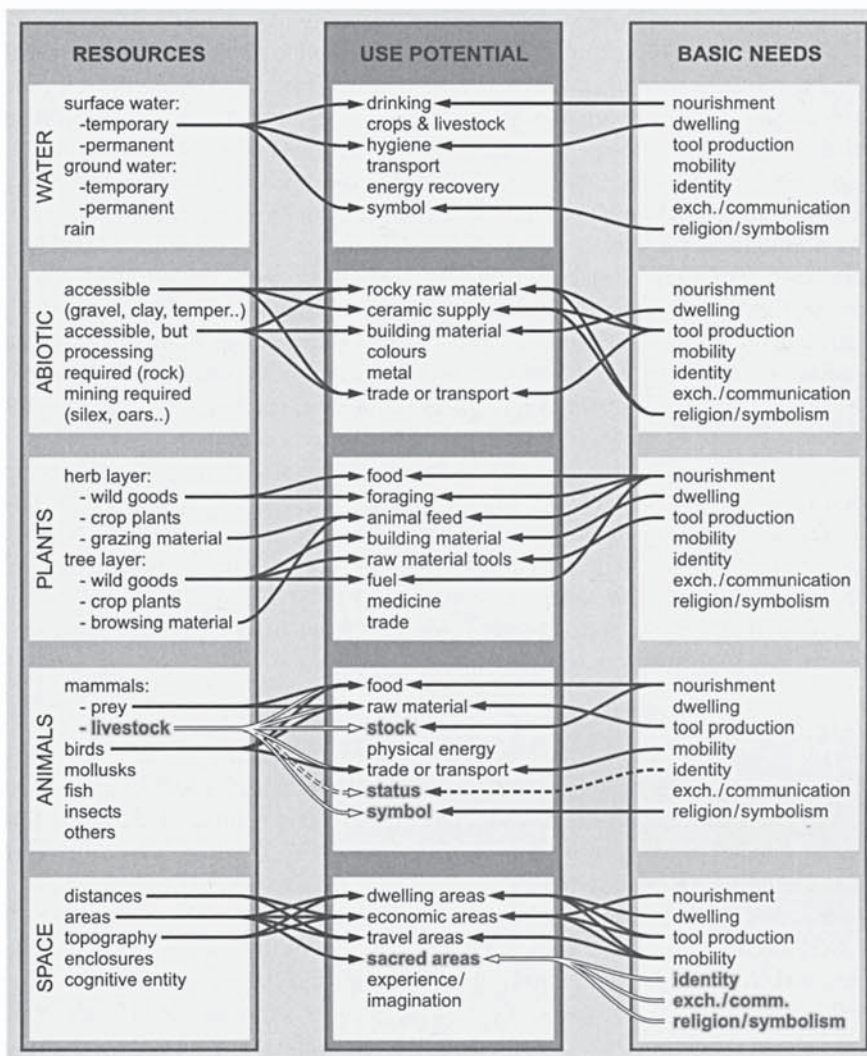 RESOURCES
USE POTENTIAL
BASIC NEEDS
WATER
surface water:
-temporary
-permanent
ground water:
-temporary
-permanent
rain
drinking
crops & livestock
hygiene
transport
energy recovery
symbol
nourishment
dwelling
tool production
mobility
identity
exch./communication
religion/symbolism
ABIOTIC
accessible
(gravel, clay, temper..)
accessible, but
processing
required (rock)
mining required
(silex, oars..)
rocky raw material
ceramic supply
building material
colours
metal
trade or transport
nourishment
dwelling
tool production
mobility
identity
exch./communication
religion/symbolism
PLANTS
herb layer:
- wild goods
- crop plants
- grazing material
tree layer:
- wild goods
- crop plants
- browsing material
food
foraging
animal feed
building material
raw material tools
fuel
medicine
trade
nourishment
dwelling
tool production
mobility
identity
exch./communication
religion/symbolism
ANIMALS
mammals:
- prey
- livestock
birds
mollusks
fish
insects
others
food
raw material
stock
physical energy
trade or transport
status
symbol
nourishment
dwelling
tool production
mobility
identity
exch./communication
religion/symbolism
SPACE
distances
areas
topography
enclosures
cognitive entity
dwelling areas
economic areas
travel areas
sacred areas
experience/
imagination
nourishment
dwelling
tool production
mobility
identity
exch./comm.
religion/symbolism